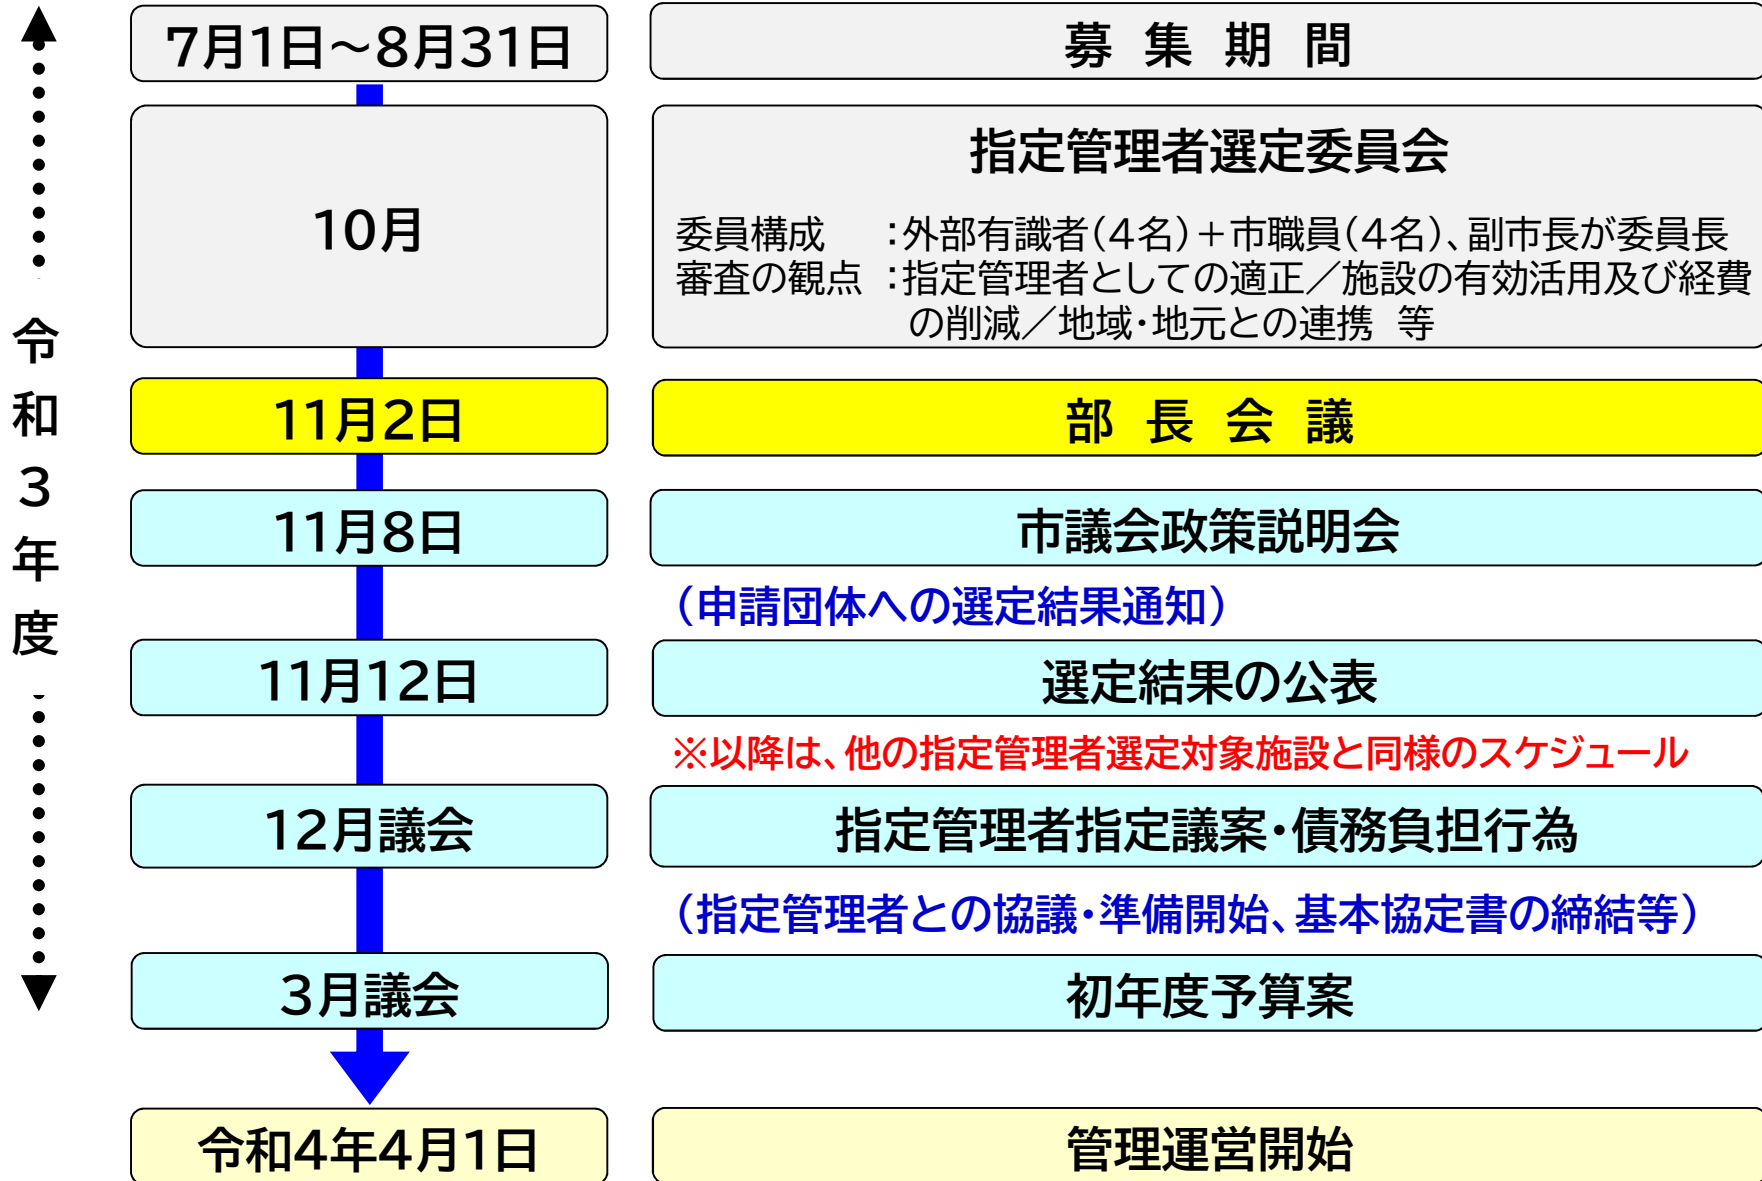 令和3年度
7月1日～8月31日
募集期間
10月
指定管理者選定委員会
委員構成　：外部有識者(4名)＋市職員(4名)、副市長が委員長
審査の観点：指定管理者としての適正／施設の有効活用及び経費
の削減／地域・地元との連携　等
11月2日
部長会議
11月8日
市議会政策説明会
(申請団体への選定結果通知)
11月12日
選定結果の公表
※以降は、他の指定管理者選定対象施設と同様のスケジュール
12月議会
指定管理者指定議案・債務負担行為
(指定管理者との協議・準備開始、基本協定書の締結等)
3月議会
初年度予算案
令和4年4月1日
管理運営開始